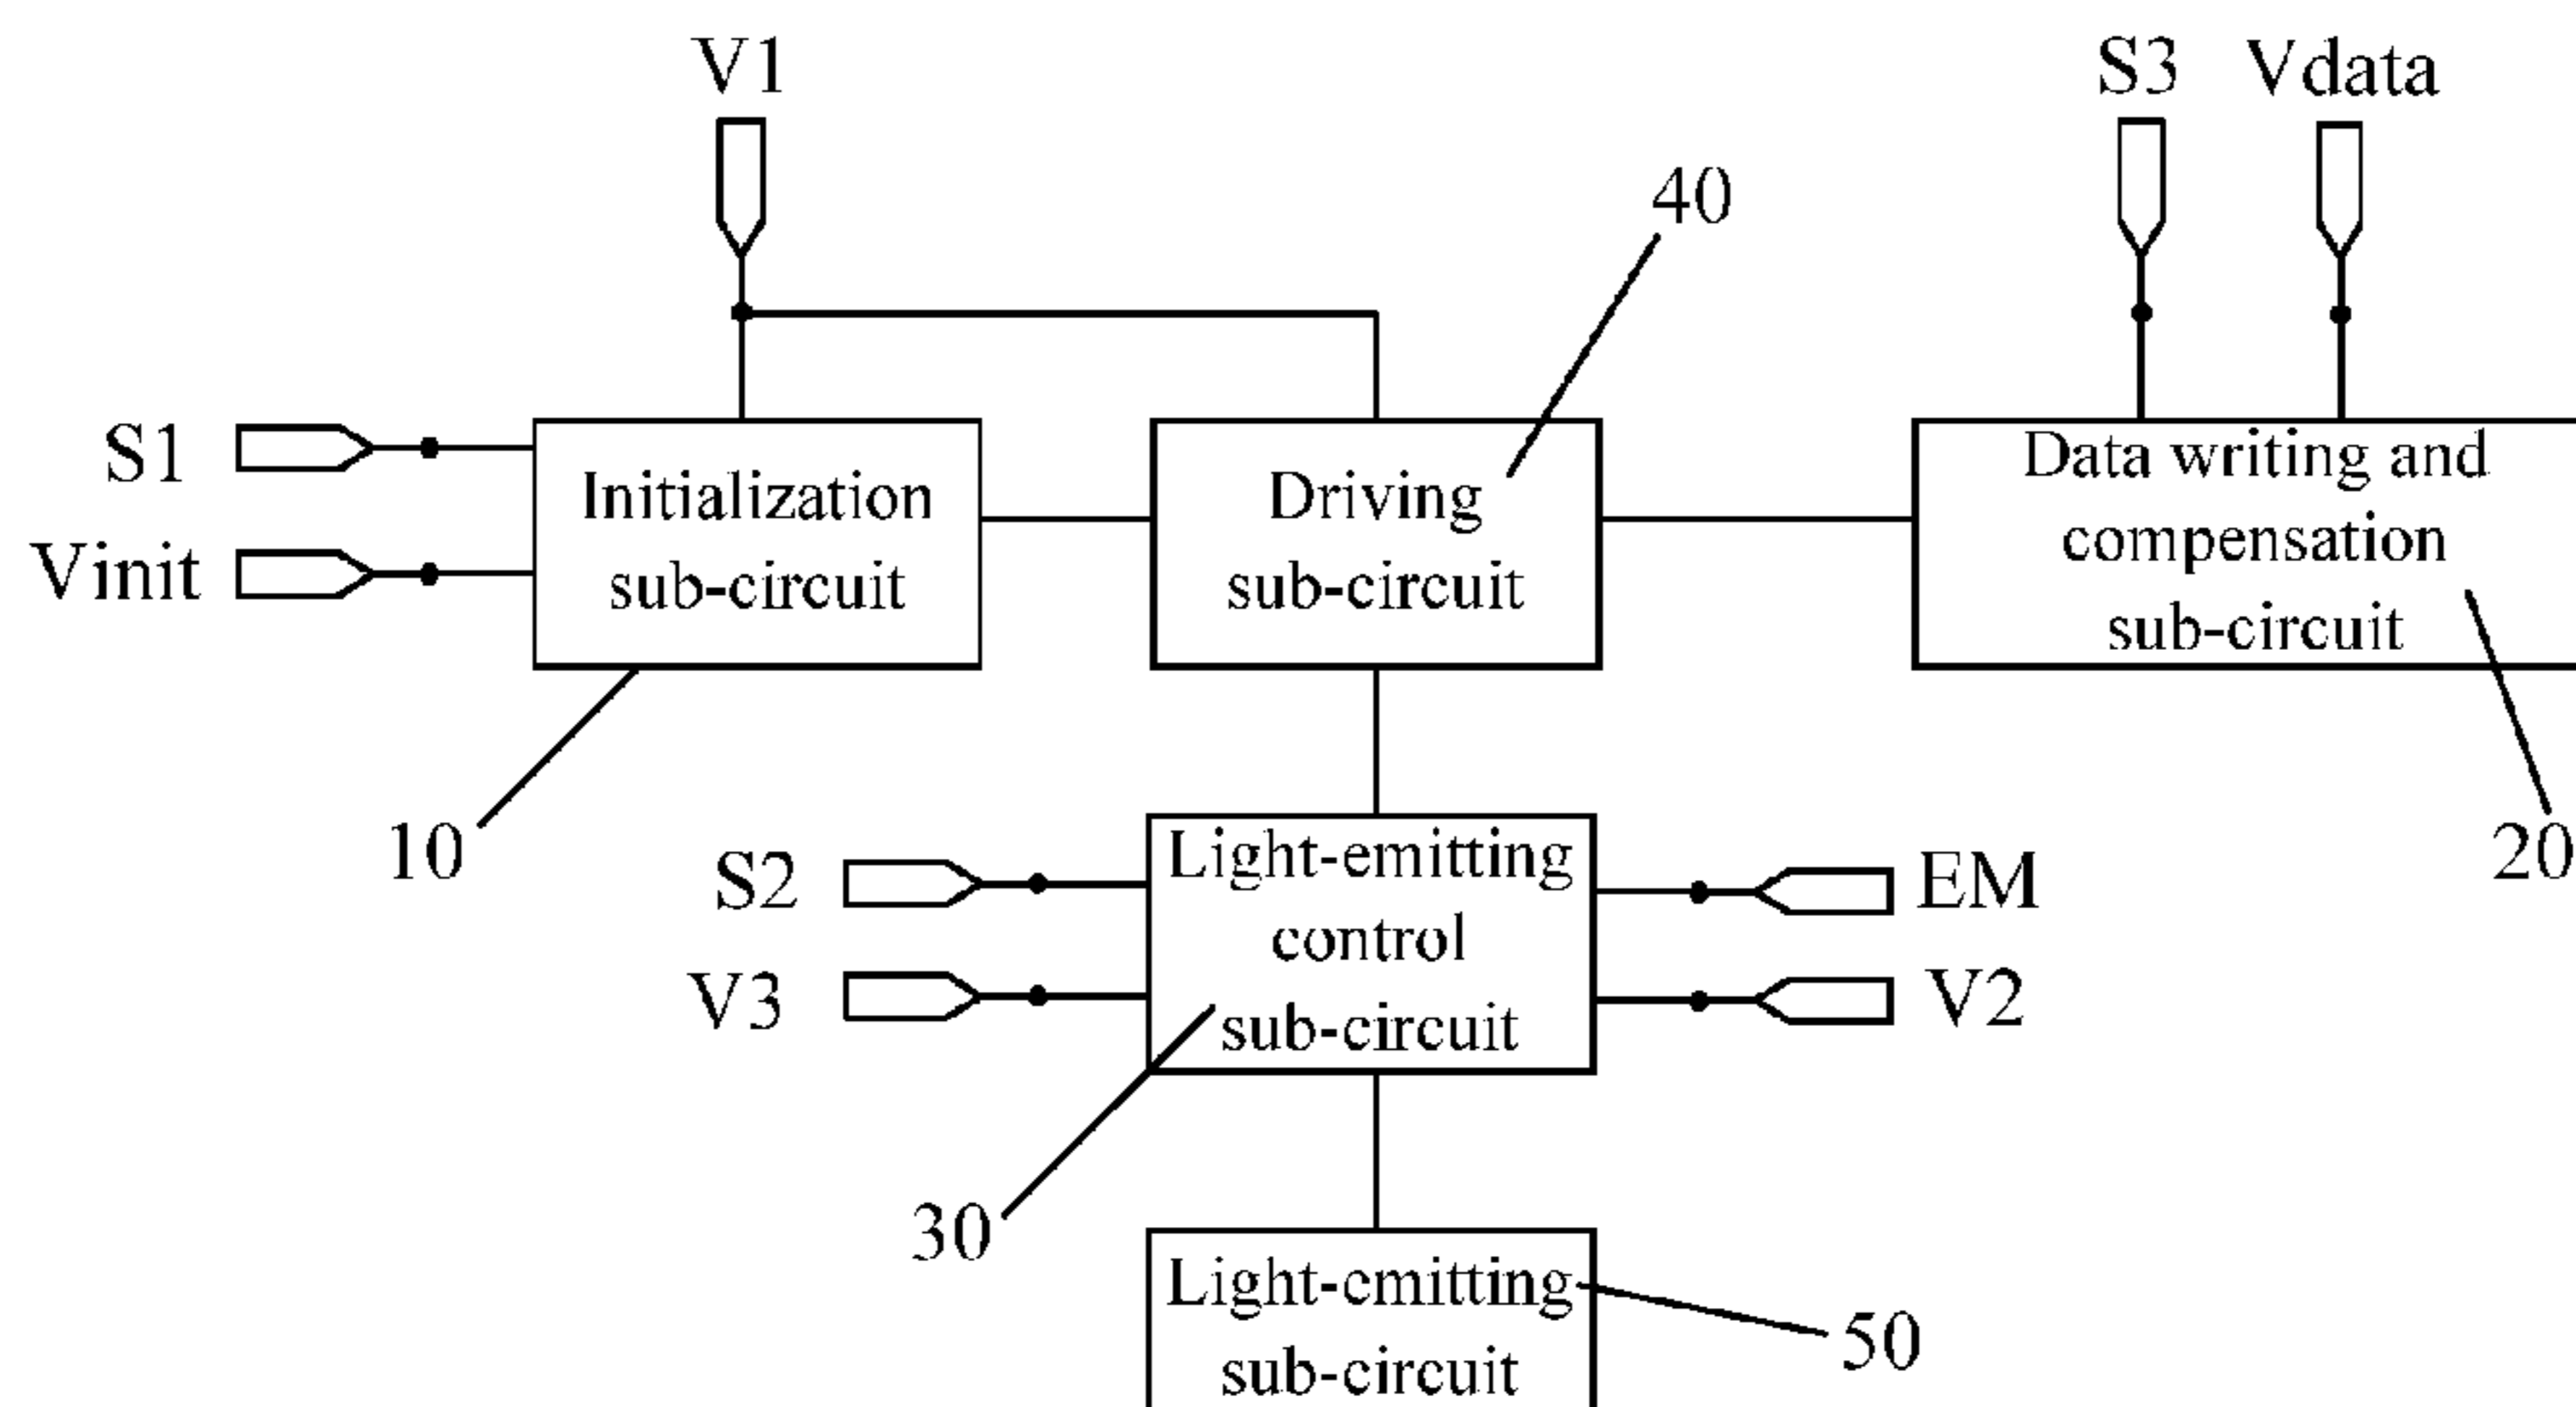 V1
S3 Vdata
40
S1
Vinit
Initialization
sub-circuit
Driving
sub-circuit
Data writing and
compensation
sub-circuit
10
20
S2
V3
Light-emitting
control
sub-circuit
EM
V2
30
Light-emitting
sub-circuit
50